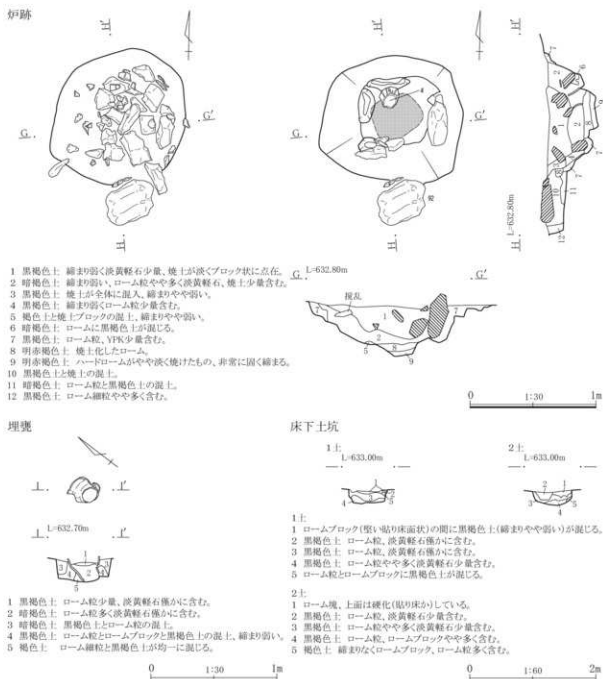 炉跡
H
H'
H'
G
G'
G
G'
4
H
H
H'
L=632.80m
H
7
2
6
9
1
2
8
7
7
10
11
12
1 黒褐色土 締まり弱く淡黄軽石少量、焼土が淡くブロック状に点在。
2 暗褐色土 締まり弱い、ローム粒やや多く淡黄軽石、焼土少量含む。
3 黒褐色土 焼土が全体に混入、締まりやや弱い。
4 黒褐色土 締まり弱くローム粒少量含む。
5 褐色土と焼土ブロックの混土、締まりやや弱い。
6 暗褐色土 ロームに黒褐色土が混じる。
7 黒褐色土 ローム粒、YPK少量含む。
8 明赤褐色土 焼土化したローム。
9 明赤褐色土 ハードロームがやや淡く焼けたもの、非常に固く締まる。
10 黒褐色土と焼土の混土。
11 暗褐色土 ローム粒と黒褐色土の混土。
12 黒褐色土 ローム細粒やや多く含む。
G L=632.80m G'
撹乱
7
1
2
7
5
8
9
0 1:30 1m
埋甕
I I'
I L=632.70m I'
1
3 4 2 3
5
1 黒褐色土 ローム粒少量、淡黄軽石僅かに含む。
2 暗褐色土 ローム粒多く淡黄軽石僅かに含む。
3 暗褐色土 黒褐色土とローム粒の混土。
4 黒褐色土 ローム粒とロームブロックと黒褐色土の混土、締まり弱い。
5 褐色土 ローム細粒と黒褐色土が均一に混じる。
0 1:30 1m
床下土坑
1土
L=633.00m
2土
L=633.00m
1土
1 ロームブロック(堅い貼り床面状)の間に黒褐色土(締まりやや弱い)が混じる。
2 黒褐色土 ローム粒、淡黄軽石僅かに含む。
3 黒褐色土 ローム粒、淡黄軽石僅かに含む。
4 黒褐色土 ローム粒やや多く淡黄軽石少量含む。
5 ローム粒とロームブロックに黒褐色土が混じる。
2土
1 ローム塊、上面は硬化(貼り床か)している。
2 黒褐色土 ローム粒、淡黄軽石少量含む。
3 黒褐色土 ローム粒やや多く淡黄軽石少量含む。
4 黒褐色土 ローム粒、ロームブロックやや多く含む。
5 褐色土 締まりなくロームブロック、ローム粒多く含む。
0 1:60 2m